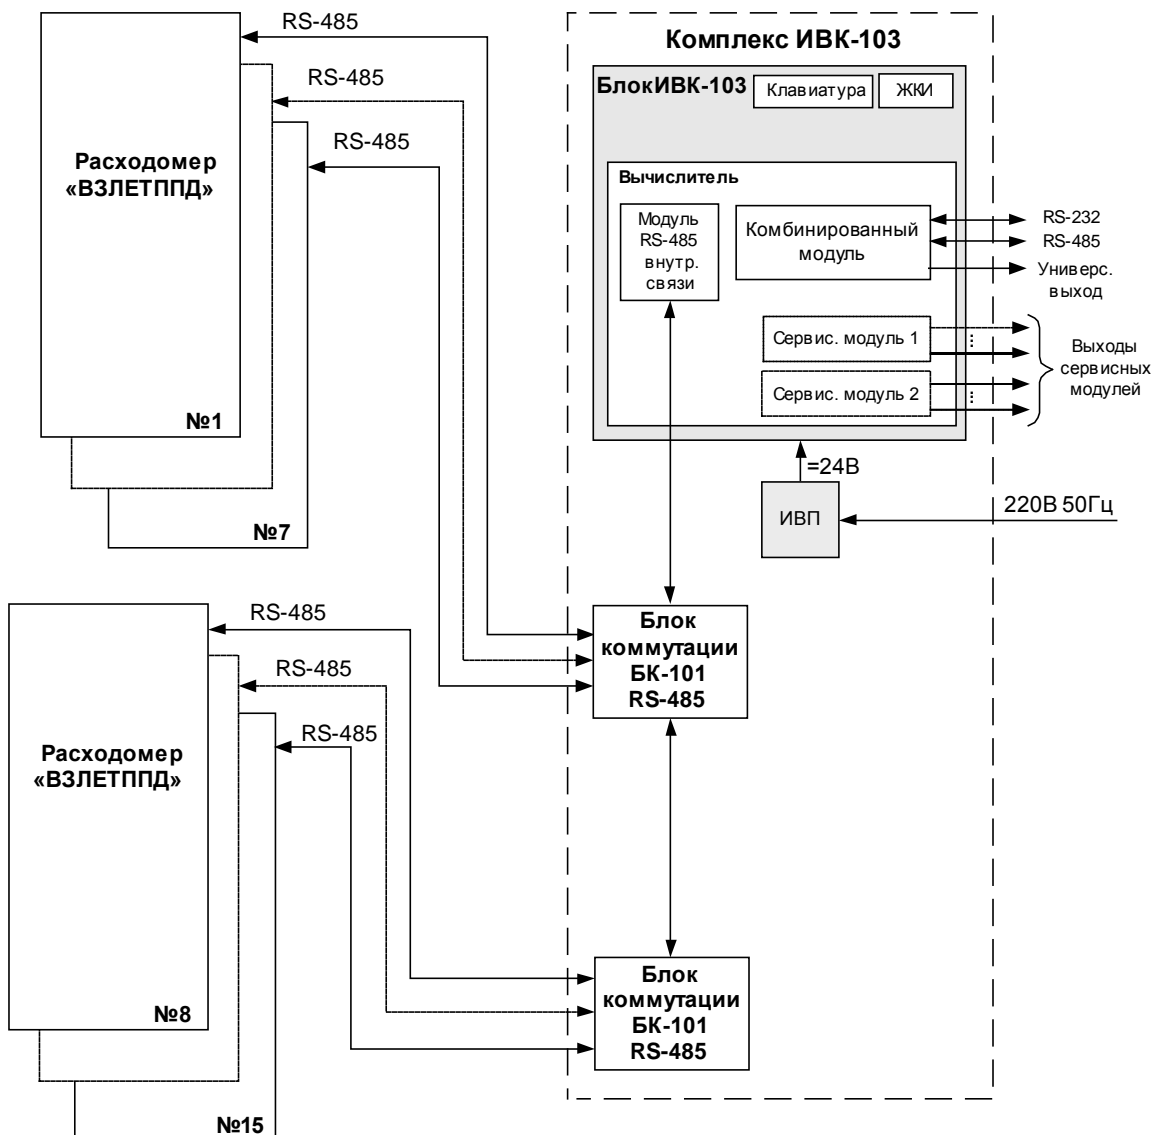 RS-485
RS-485
RS-485
Расходомер
«ВЗЛЕТППД»
№1
№7
Комплекс ИВК-103
БлокИВК-103
Клавиатура
ЖКИ
Вычислитель
Модуль
RS-485
внутр.
связи
Комбинированный
модуль
RS-232
RS-485
Универс.
выход
Сервис. модуль 1
...
Сервис. модуль 2
...
Выходы
сервисных
модулей
=24В
ИВП
220В 50Гц
RS-485
RS-485
RS-485
Расходомер
«ВЗЛЕТППД»
№8
№15
Блок
коммутации
БК-101
RS-485
Блок
коммутации
БК-101
RS-485